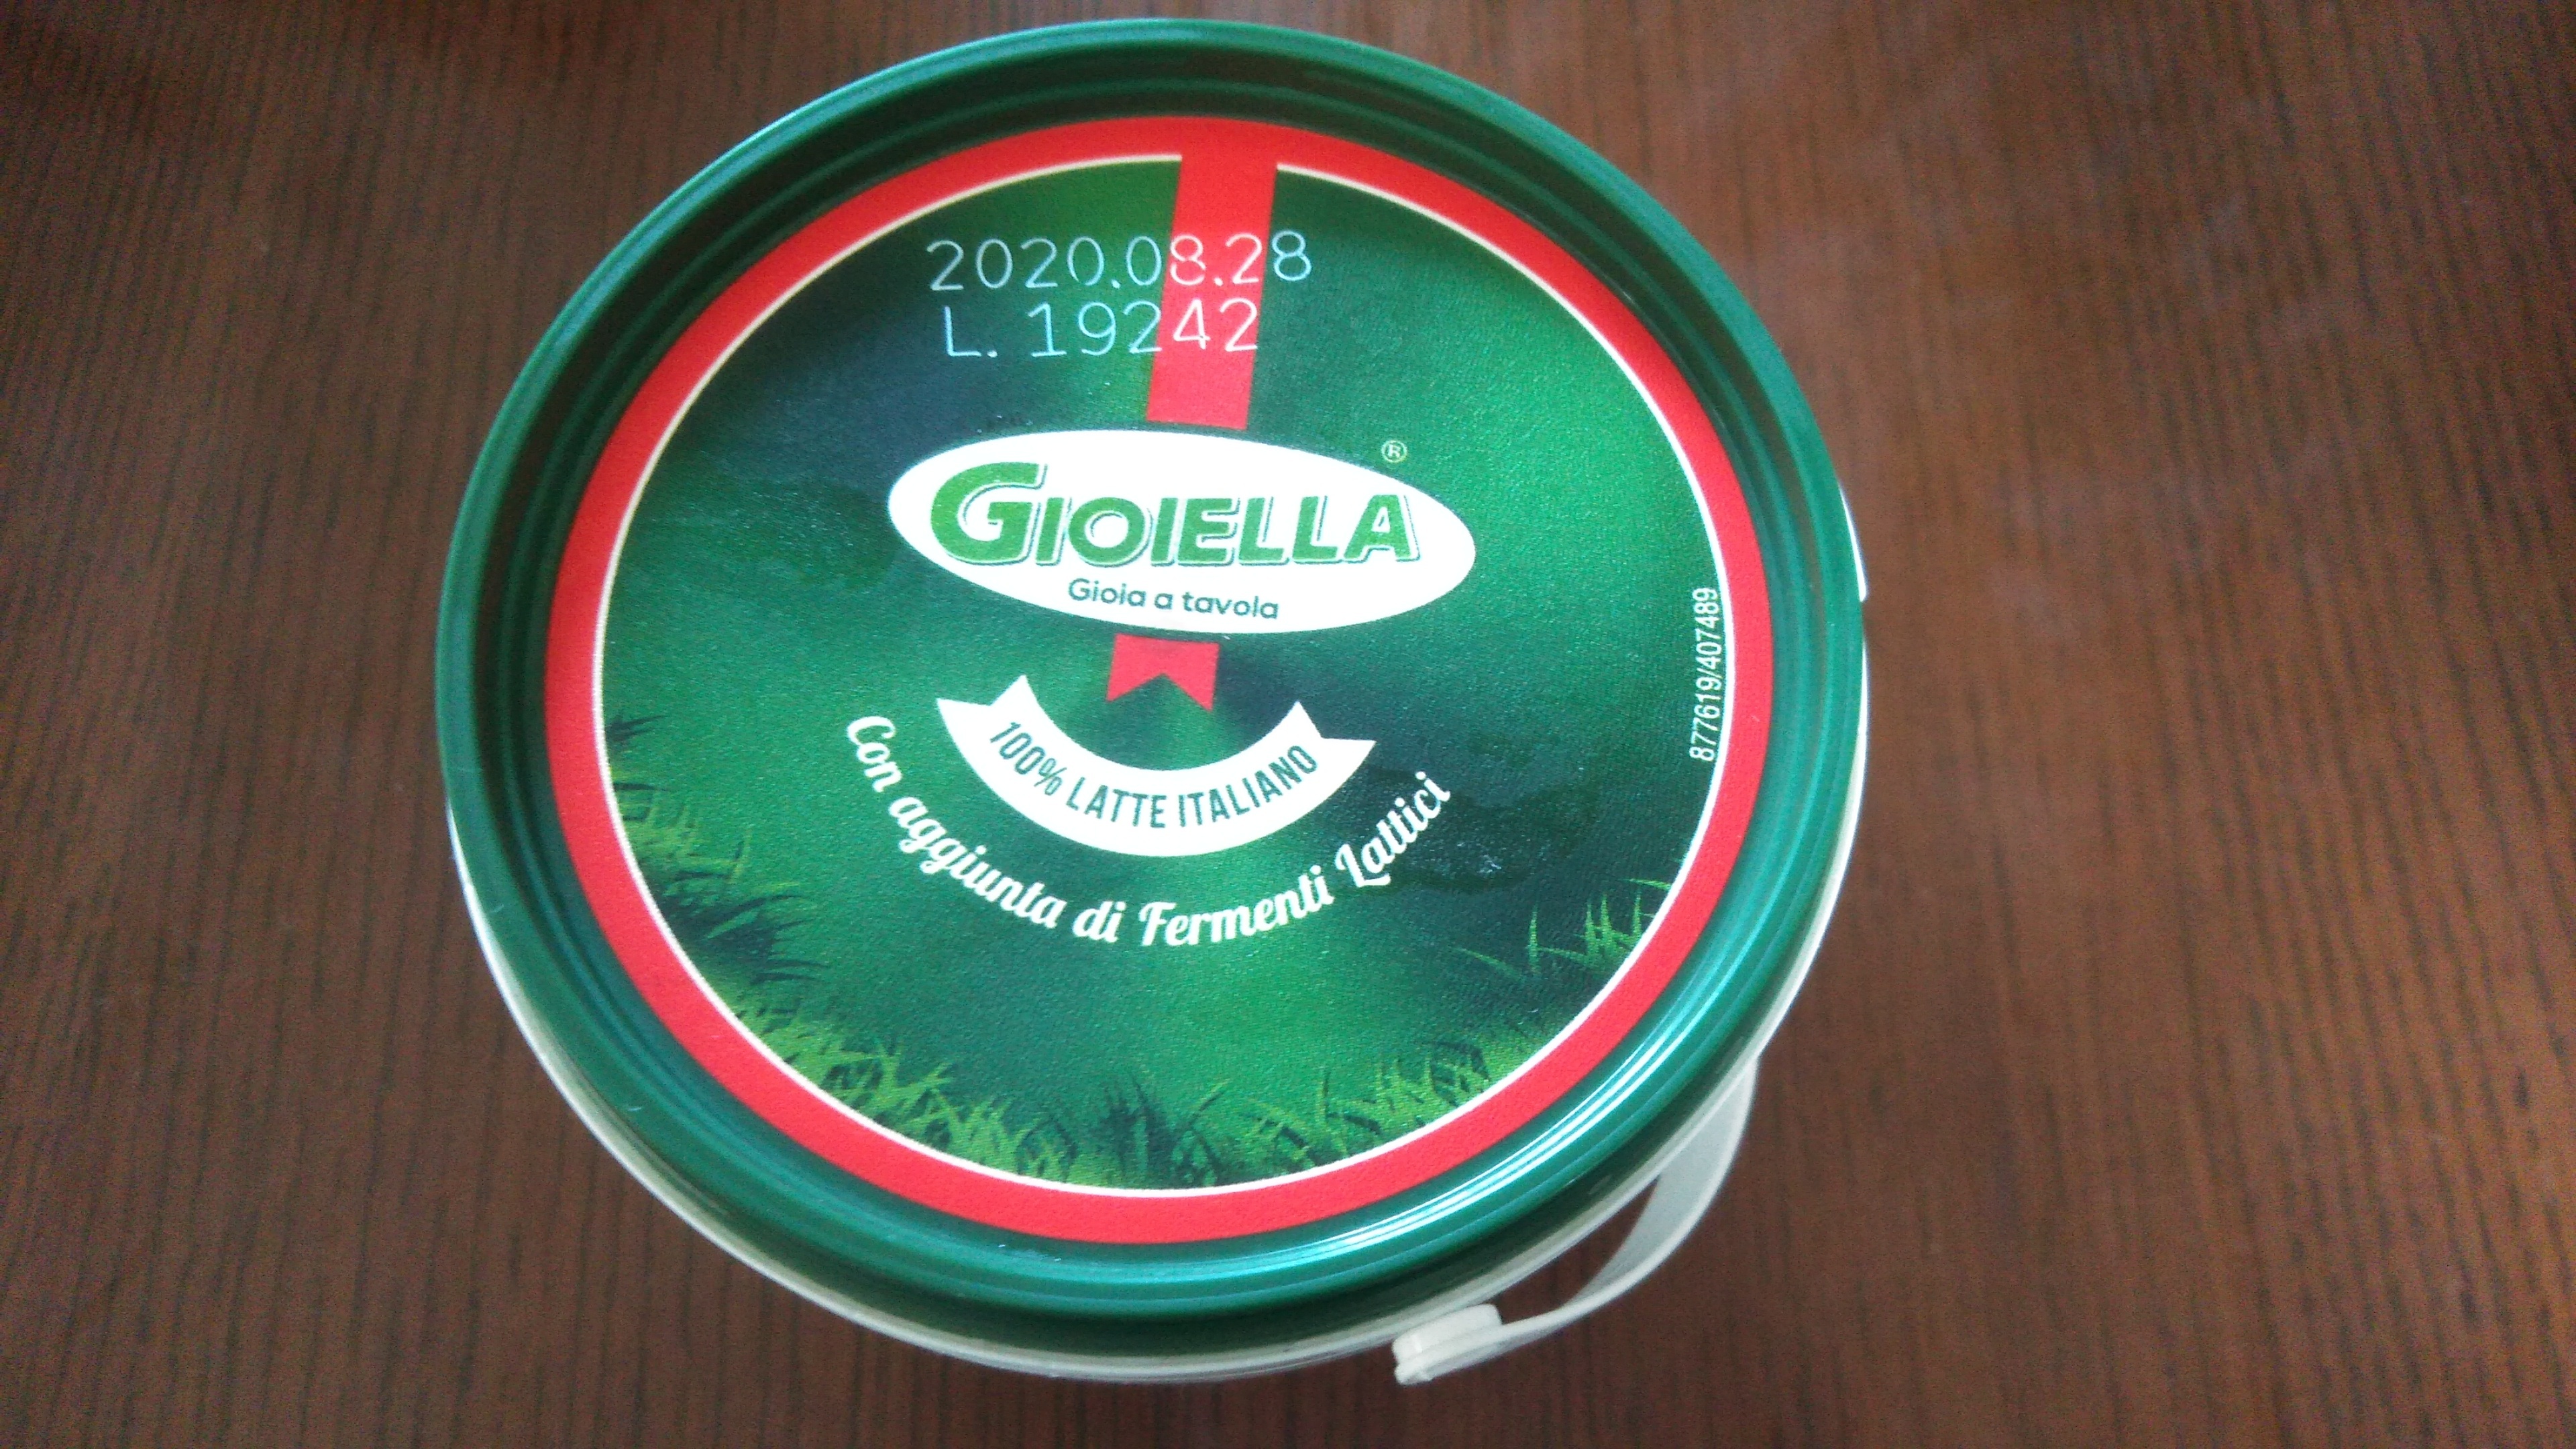 2020.08.28
L. 19242
GIOIELLA
®
Gioia a tavola
100% LATTE ITALIANO
Con aggiunta di Fermenti Lattici
877619/407489